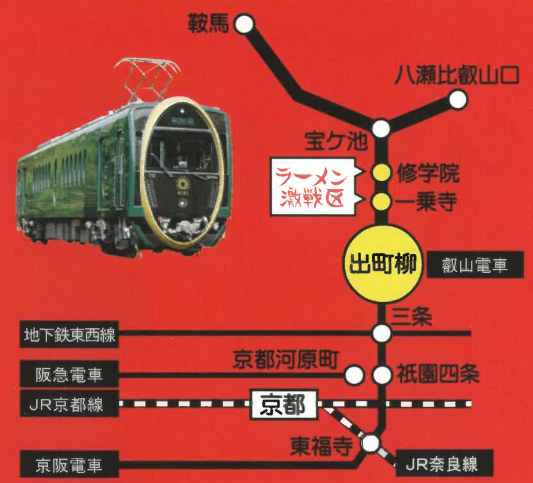 鞍馬
八瀬比叡山口
宝ケ池
ラーメン
激戦区
修学院
一乗寺
出町柳
叡山電車
三条
地下鉄東西線
京都河原町
祇園四条
阪急電車
JR京都線
京都
東福寺
京阪電車
JR奈良線